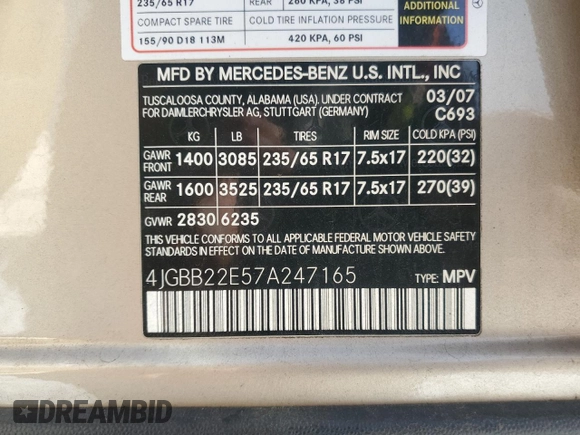 235/65 R17 REAR 260 KPA, 38 PSI ADDITIONAL
COMPACT SPARE TIRE COLD TIRE INFLATION PRESSURE INFORMATION
155/90 D18 113M 420 KPA, 60 PSI
MFD BY MERCEDES-BENZ U.S. INTL., INC
TUSCALOOSA COUNTY, ALABAMA (USA). UNDER CONTRACT 03/07
FOR DAIMLERCHRYSLER AG, STUTTGART (GERMANY) C693
KG LB TIRES RIM SIZE COLD KPA (PSI)
GAWR FRONT 1400 3085 235/65 R17 7.5x17 220(32)
GAWR REAR 1600 3525 235/65 R17 7.5x17 270(39)
GVWR 2830 6235
THIS VEHICLE CONFORMS TO ALL APPLICABLE FEDERAL MOTOR VEHICLE SAFETY
STANDARDS IN EFFECT ON THE DATE OF MANUFACTURE SHOWN ABOVE.
4JGBB22E57A247165 TYPE: MPV
DREAMBID